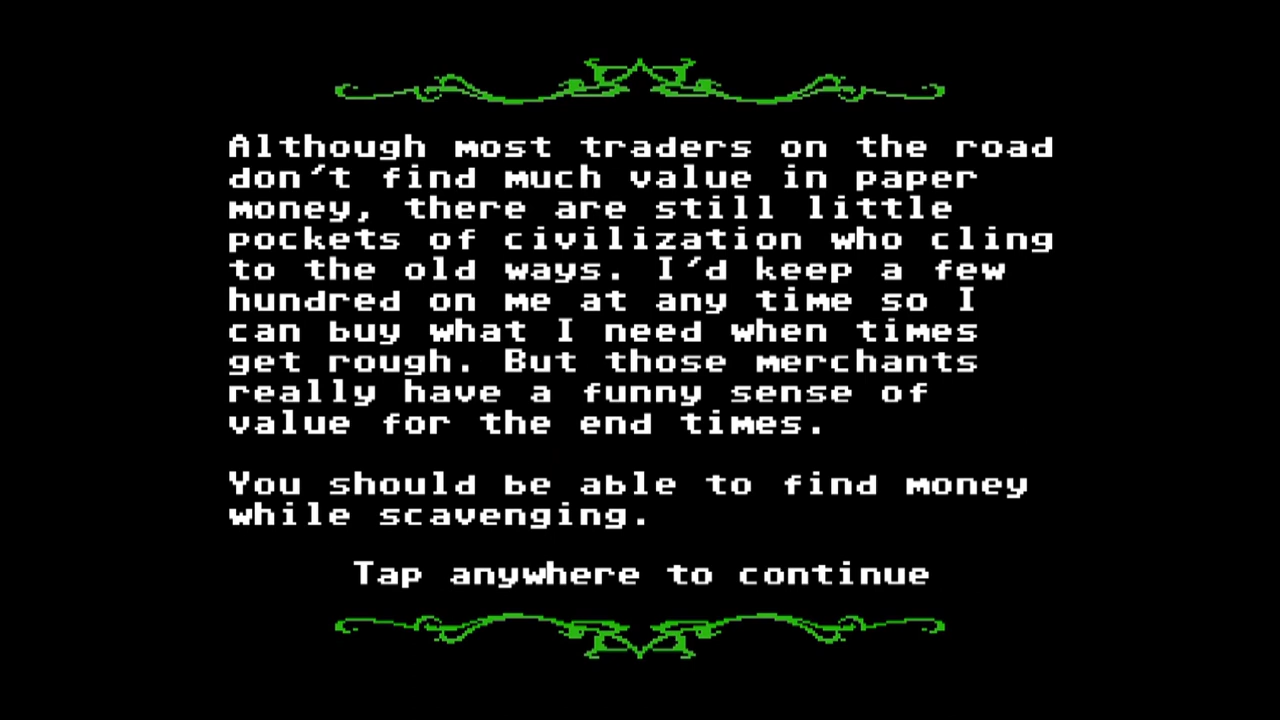 Although most traders on the road
don't find much value in paper
money, there are still little
pockets of civilization who cling
to the old ways. I'd keep a few
hundred on me at any time so I
can buy what I need when times
get rough. But those merchants
really have a funny sense of
value for the end times.
You should be able to find money
while scavenging.
Tap anywhere to continue